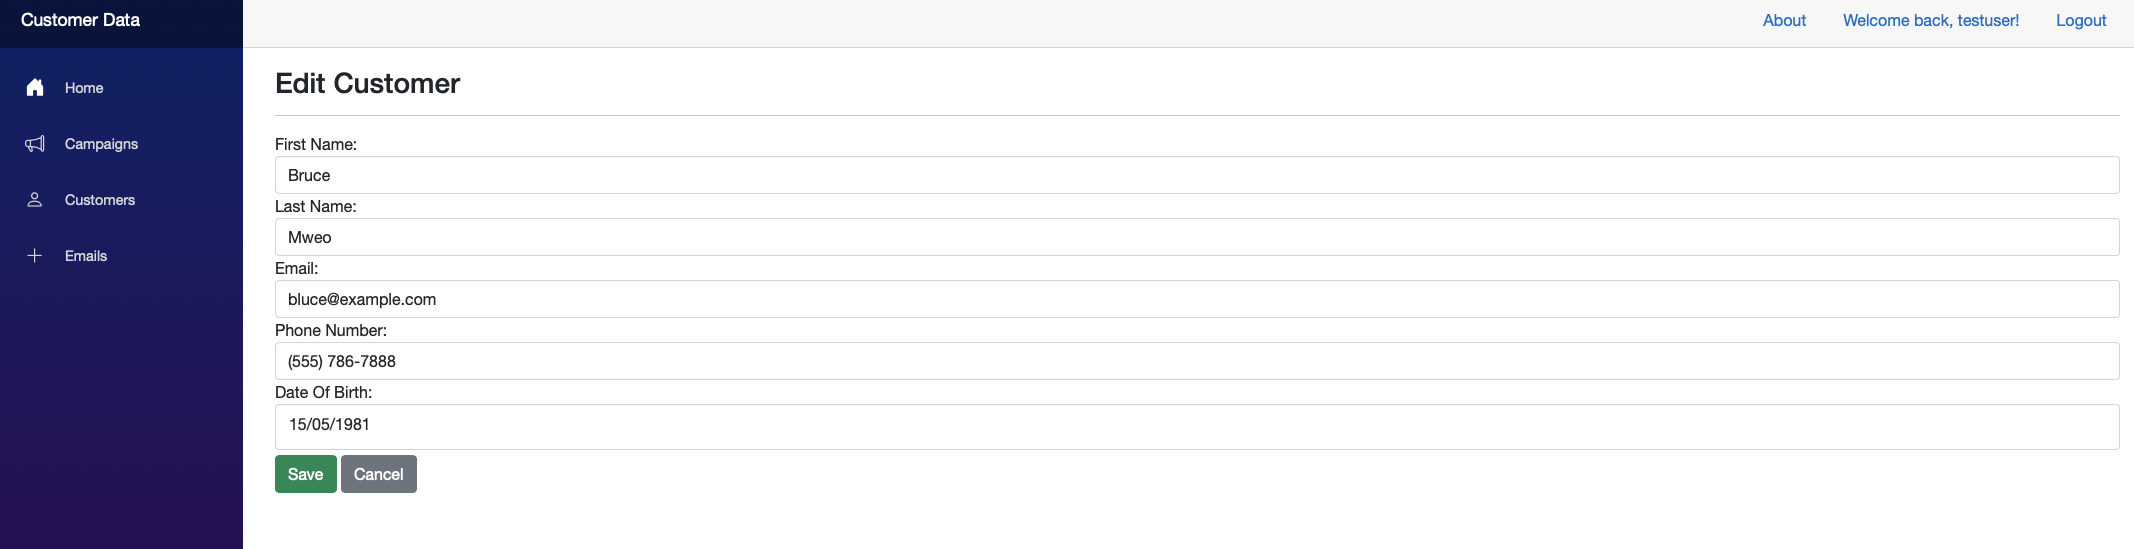 Customer Data
About Welcome back, testuser! Logout
Home
Campaigns
Customers
Emails
Edit Customer
First Name:
Bruce
Last Name:
Mweo
Email:
bluce@example.com
Phone Number:
(555) 786-7888
Date Of Birth:
15/05/1981
Save Cancel